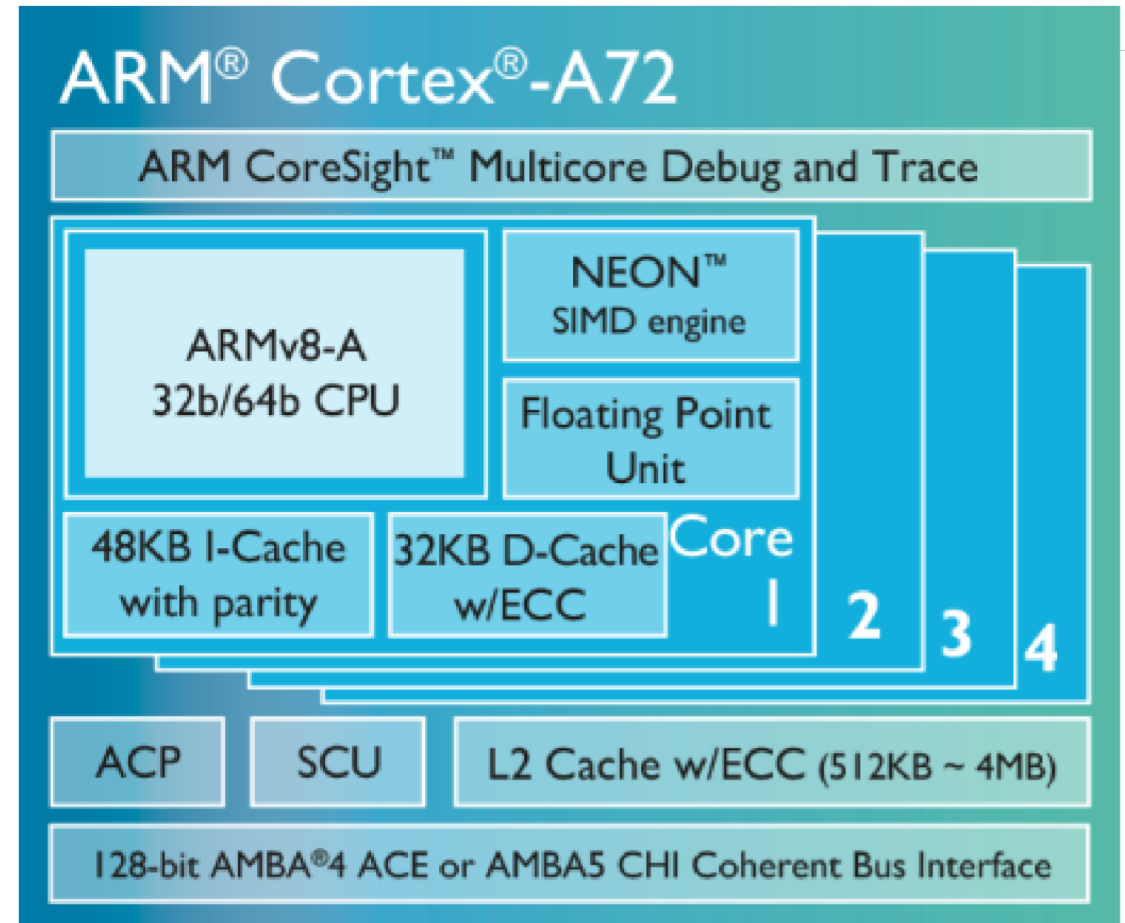 ARM® Cortex®-A72
ARM CoreSight™ Multicore Debug and Trace
ARMv8-A
32b/64b CPU
NEON™
SIMD engine
Floating Point
Unit
48KB I-Cache
with parity
32KB D-Cache
w/ECC
Core
1
2
3
4
ACP
SCU
L2 Cache w/ECC (512KB ~ 4MB)
128-bit AMBA®4 ACE or AMBA5 CHI Coherent Bus Interface